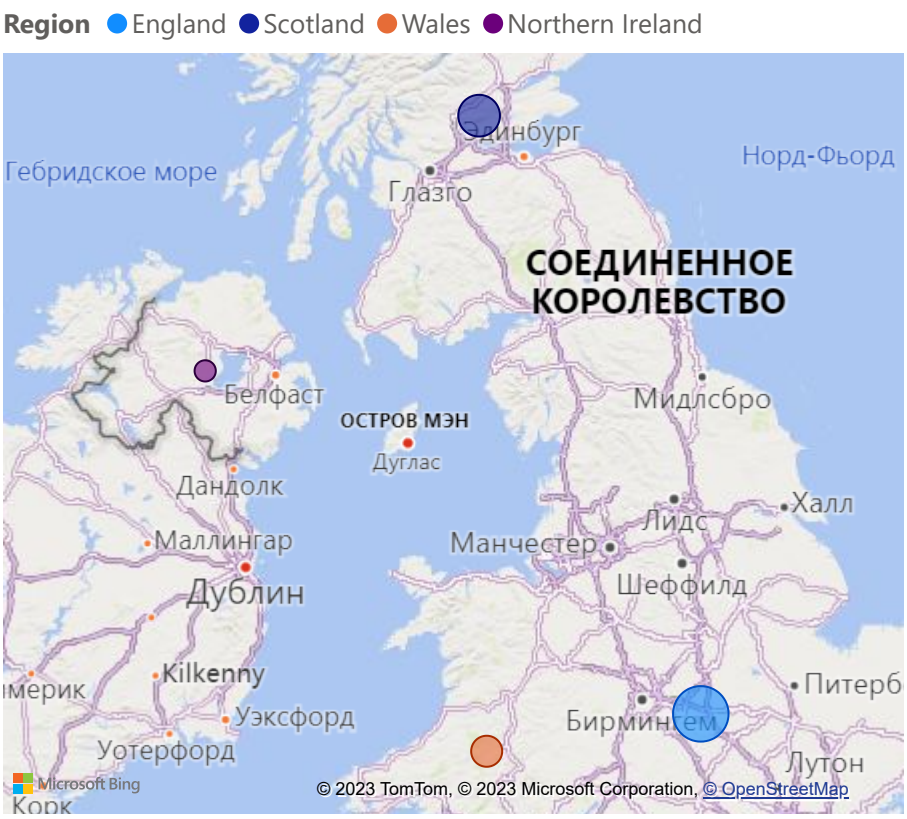 Region England Scotland Wales Northern Ireland
Эдинбург
Норд-Фьорд
Гебридское море
Глазго
СОЕДИНЕННОЕ
КОРОЛЕВСТВО
Белфаст
Мидлсбро
ОСТРОВ МЭН
Дуглас
Дандолк
Халл
Лидс
Маллингар
Манчестер
Дублин
Шеффилд
Kilkenny
мерик
Питерб
Уэксфорд
Бирмингем
Уотерфорд
Лутон
Microsoft Bing
© 2023 TomTom, © 2023 Microsoft Corporation, © OpenStreetMap
Корк